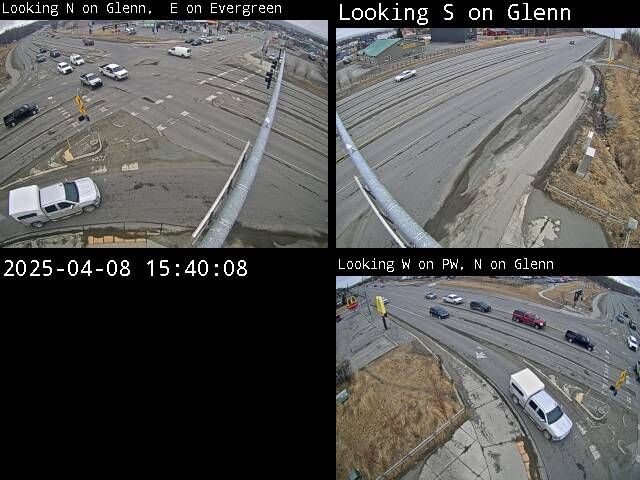 Looking N on Glenn,  E on Evergreen
Looking S on Glenn
2025-04-08 15:40:08
Looking W on PW, N on Glenn